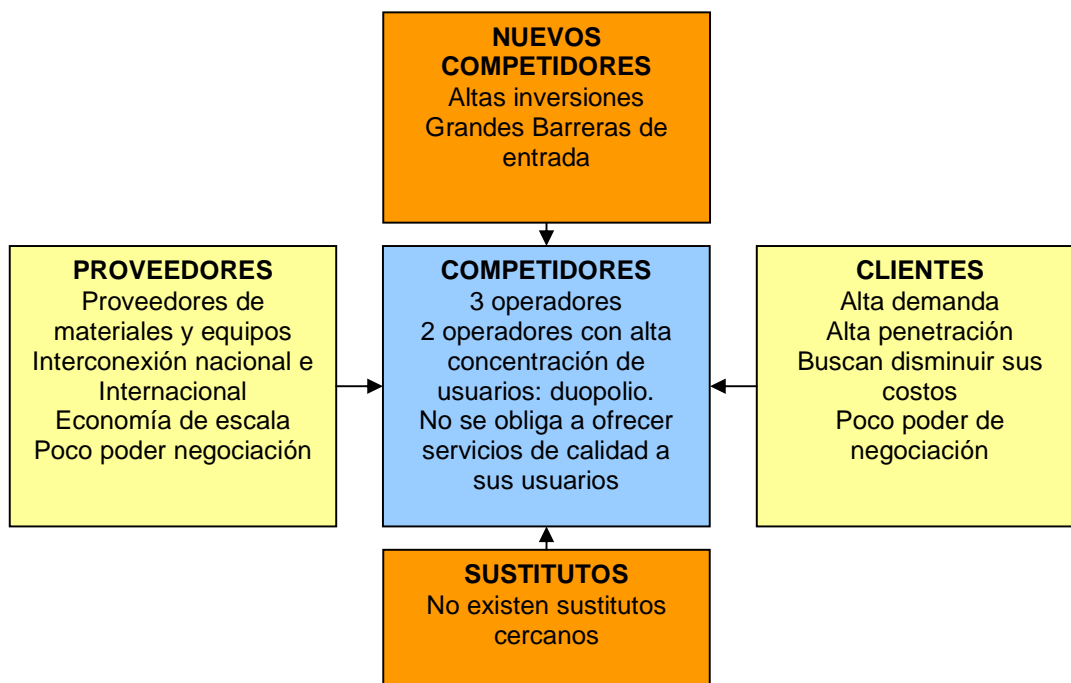 NUEVOS
COMPETIDORES
Altas inversiones
Grandes Barreras de
entrada
PROVEEDORES
Proveedores de
materiales y equipos
Interconexión nacional e
Internacional
Economía de escala
Poco poder negociación
COMPETIDORES
3 operadores
2 operadores con alta
concentración de
usuarios: duopolio.
No se obliga a ofrecer
servicios de calidad a
sus usuarios
CLIENTES
Alta demanda
Alta penetración
Buscan disminuir sus
costos
Poco poder de
negociación
SUSTITUTOS
No existen sustitutos
cercanos